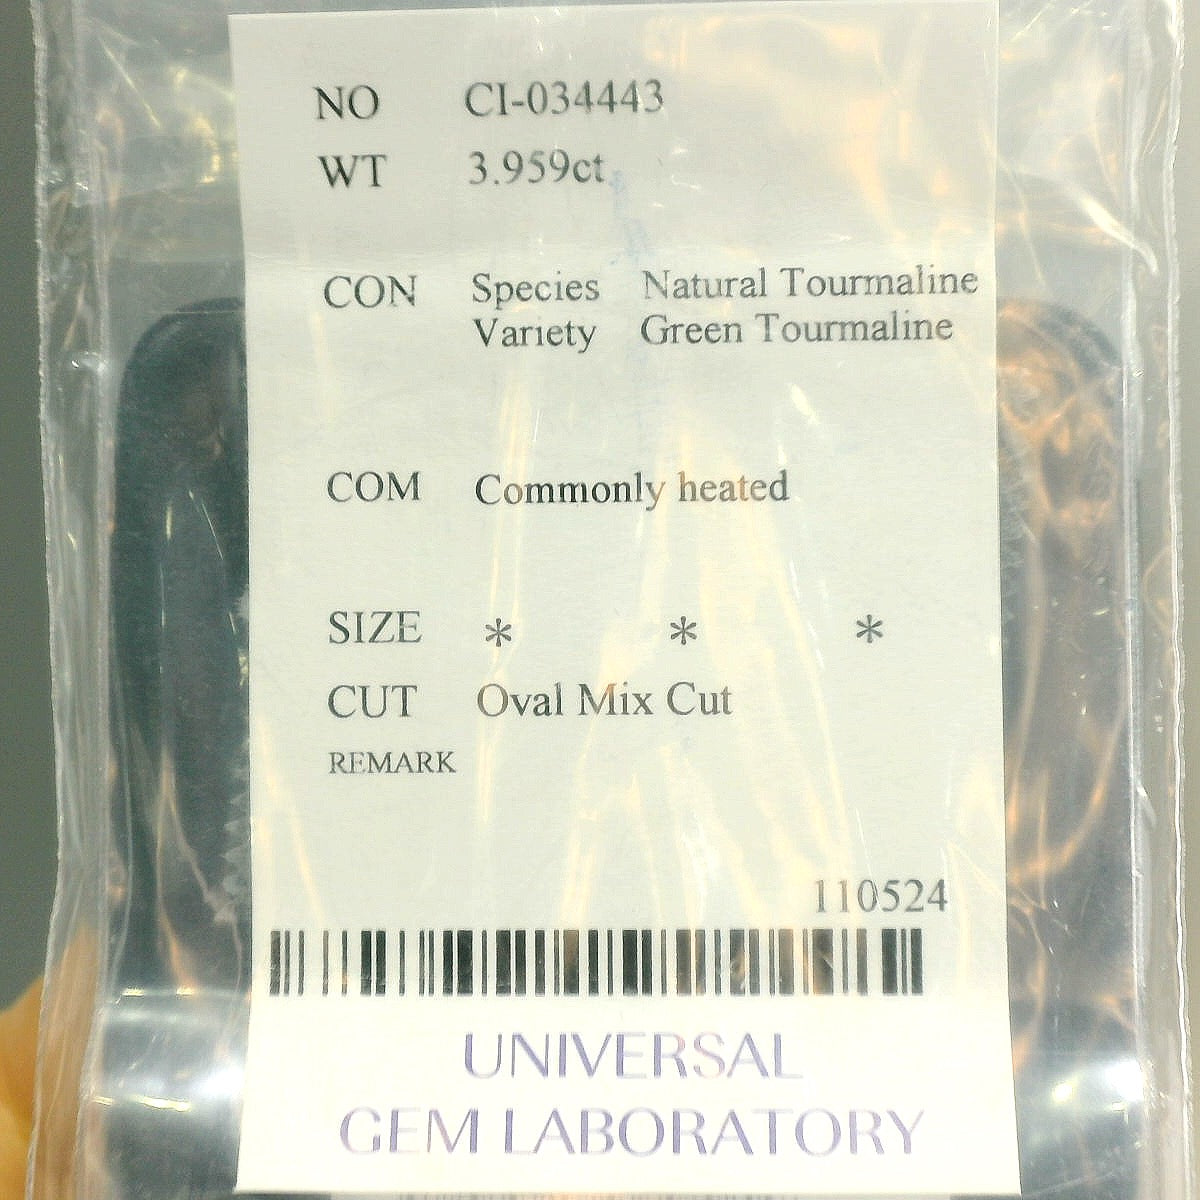 NO CI-034443
WT 3.959ct
CON Species Natural Tourmaline
Variety Green Tourmaline
COM Commonly heated
SIZE * * *
CUT Oval Mix Cut
REMARK
110524
UNIVERSAL
GEM LABORATORY